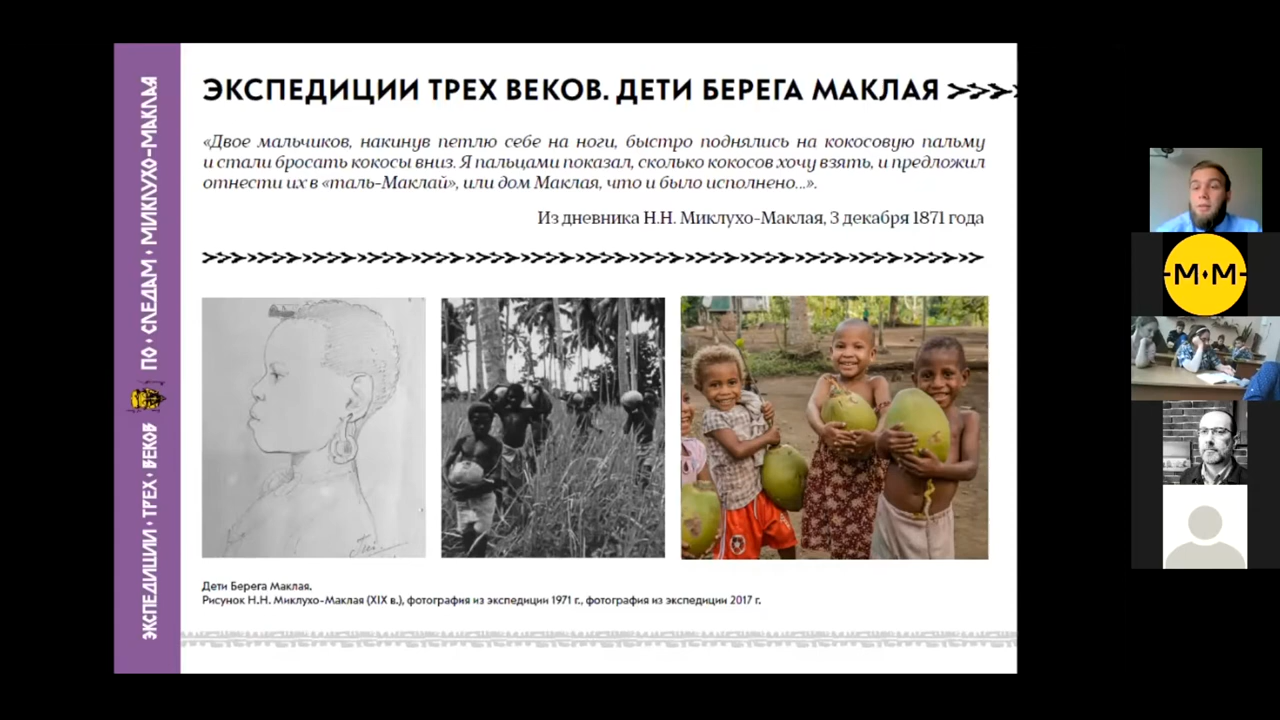 ЭКСПЕДИЦИИ ТРЕХ ВЕКОВ. ДЕТИ БЕРЕГА МАКЛАЯ
«Двое мальчиков, накинув петлю себе на ноги, быстро поднялись на кокосовую пальму
и стали бросать кокосы вниз. Я пальцами показал, сколько кокосов хочу взять, и предложил
отнести их в «таль-Маклай», или дом Маклая, что и было исполнено...».
Из дневника Н.Н. Миклухо-Маклая, 3 декабря 1871 года
Дети Берега Маклая.
Рисунок Н.Н. Миклухо-Маклая (XIX в.), фотография из экспедиции 1971 г., фотография из экспедиции 2017 г.
ЭКСПЕДИЦИИ • ТРЕХ • ВЕКОВ
ПО • СЛЕДАМ • МИКЛУХО-МАКЛАЯ
-М⬧М-